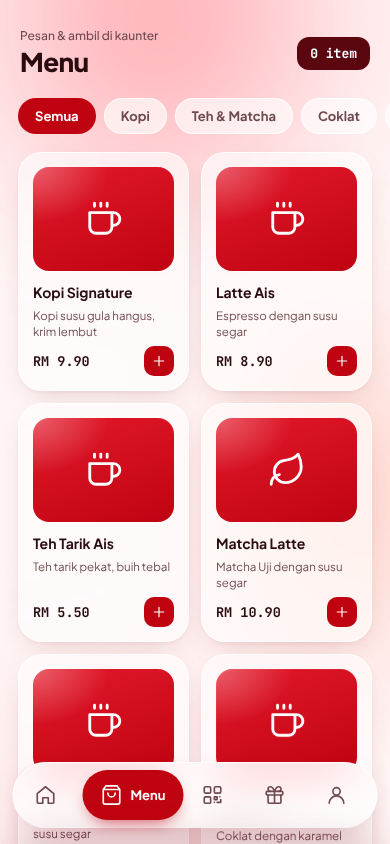 Pesan & ambil di kaunter
Menu
0 item
Semua
Kopi
Teh & Matcha
Coklat
Kopi Signature
Kopi susu gula hangus,
krim lembut
RM 9.90
Latte Ais
Espresso dengan susu
segar
RM 8.90
Teh Tarik Ais
Teh tarik pekat, buih tebal
RM 5.50
Matcha Latte
Matcha Uji dengan susu
segar
RM 10.90
susu segar
Coklat dengan karamel
Menu